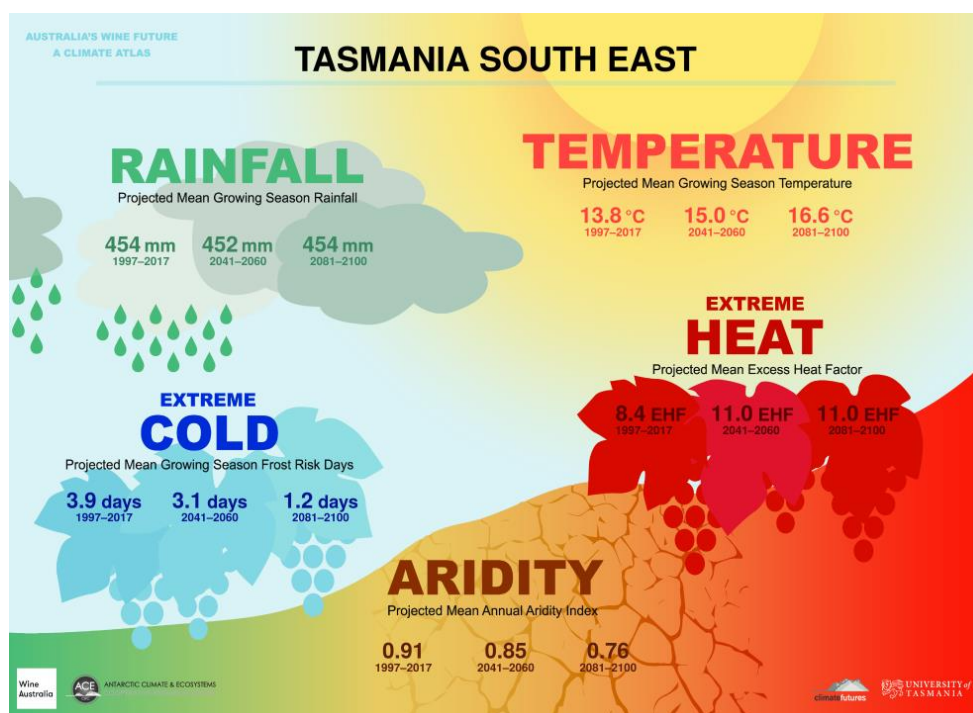 AUSTRALIA'S WINE FUTURE
A CLIMATE ATLAS
TASMANIA SOUTH EAST
RAINFALL
Projected Mean Growing Season Rainfall
454 mm 452 mm 454 mm
1997–2017 2041–2060 2081–2100
TEMPERATURE
Projected Mean Growing Season Temperature
13.8 °C 15.0 °C 16.6 °C
1997–2017 2041–2060 2081–2100
EXTREME
HEAT
Projected Mean Excess Heat Factor
8.4 EHF 11.0 EHF 11.0 EHF
1997–2017 2041–2060 2081–2100
EXTREME
COLD
Projected Mean Growing Season Frost Risk Days
3.9 days 3.1 days 1.2 days
1997–2017 2041–2060 2081–2100
ARIDITY
Projected Mean Annual Aridity Index
0.91 0.85 0.76
1997–2017 2041–2060 2081–2100
Wine
Australia
ACE
ANTARCTIC CLIMATE & ECOSYSTEMS
climatefutures
UNIVERSITY of
TASMANIA